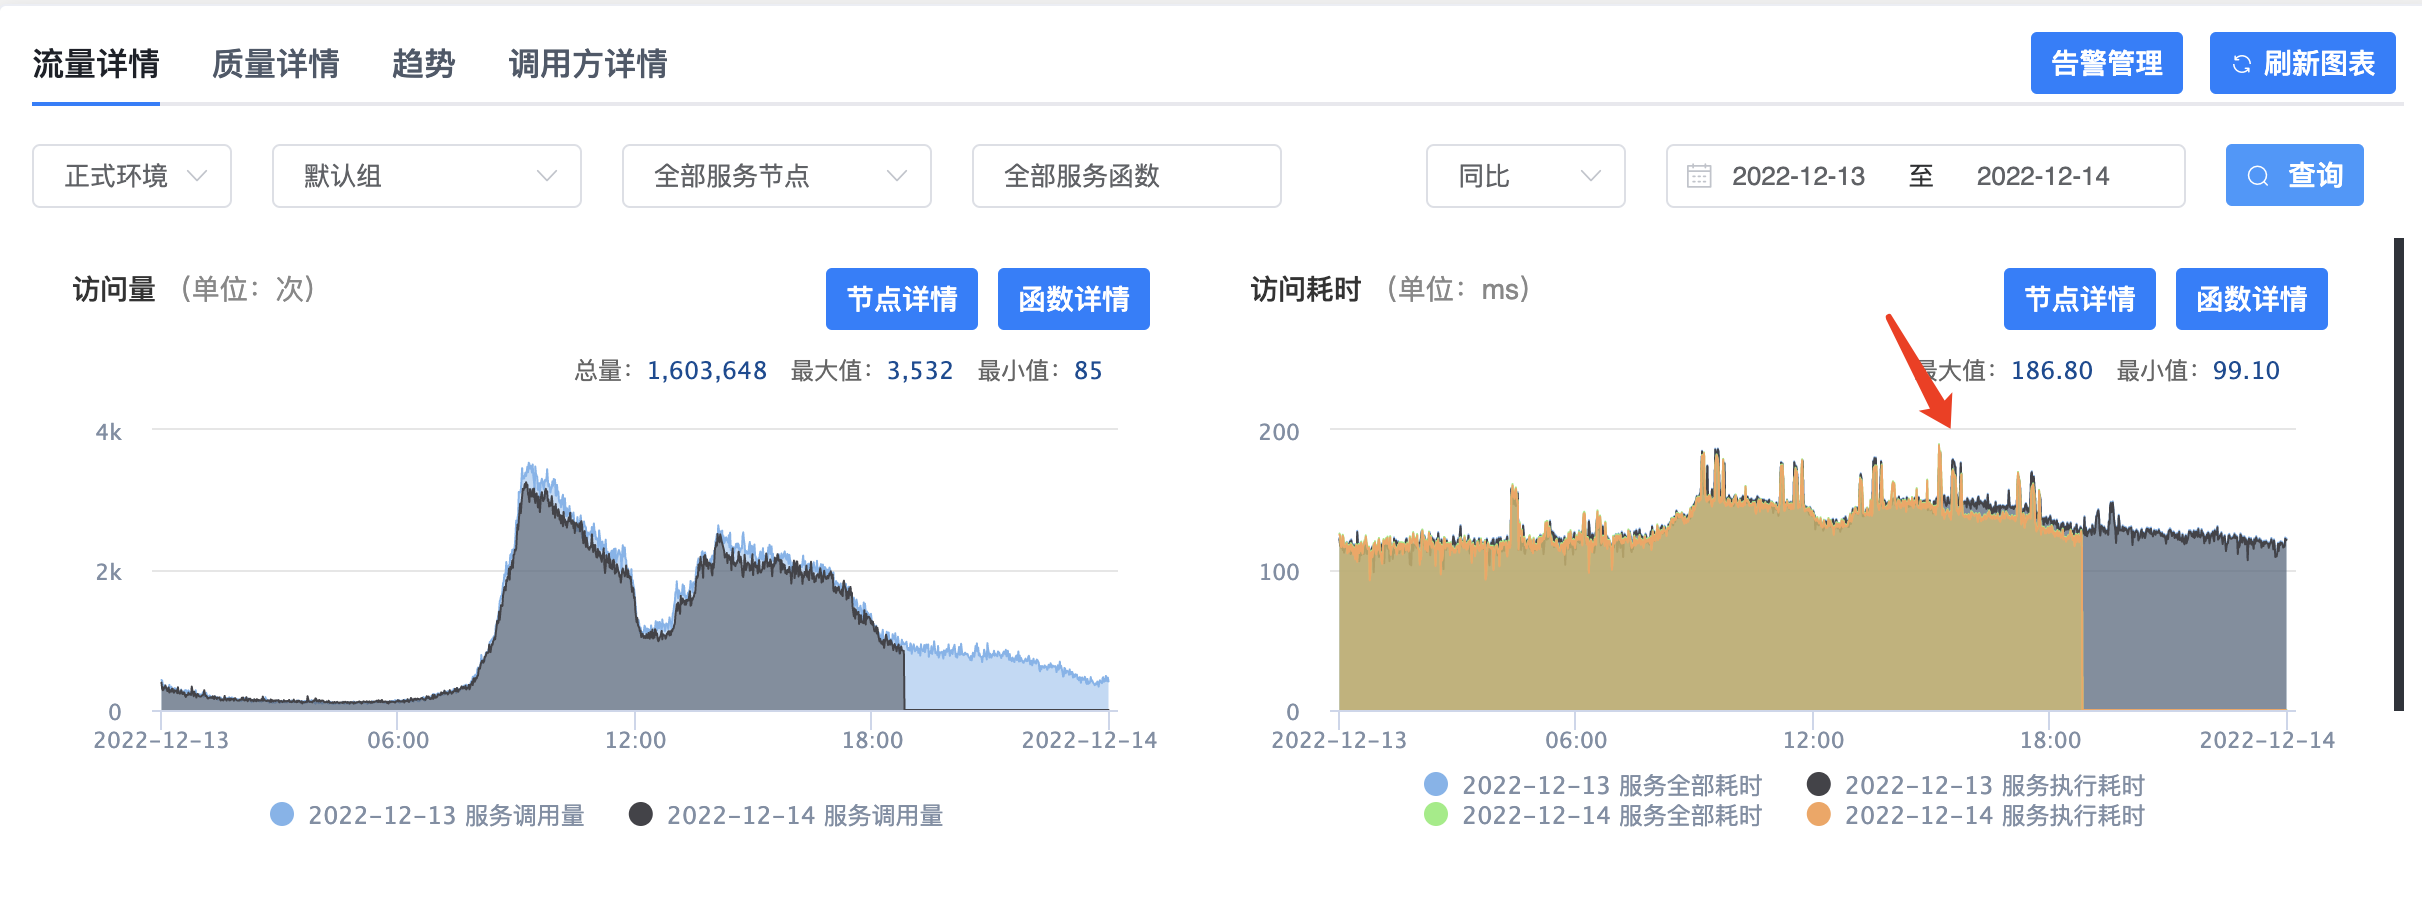 流量详情 质量详情 趋势 调用方详情 告警管理 刷新图表
正式环境 默认组 全部服务节点 全部服务函数 同比 2022-12-13 至 2022-12-14 查询
访问量 （单位：次） 节点详情 函数详情
总量：1,603,648 最大值：3,532 最小值：85
4k
2k
0
2022-12-13 06:00 12:00 18:00 2022-12-14
2022-12-13 服务调用量 2022-12-14 服务调用量
访问耗时 （单位：ms） 节点详情 函数详情
最大值：186.80 最小值：99.10
200
100
0
2022-12-13 06:00 12:00 18:00 2022-12-14
2022-12-13 服务全部耗时 2022-12-13 服务执行耗时
2022-12-14 服务全部耗时 2022-12-14 服务执行耗时